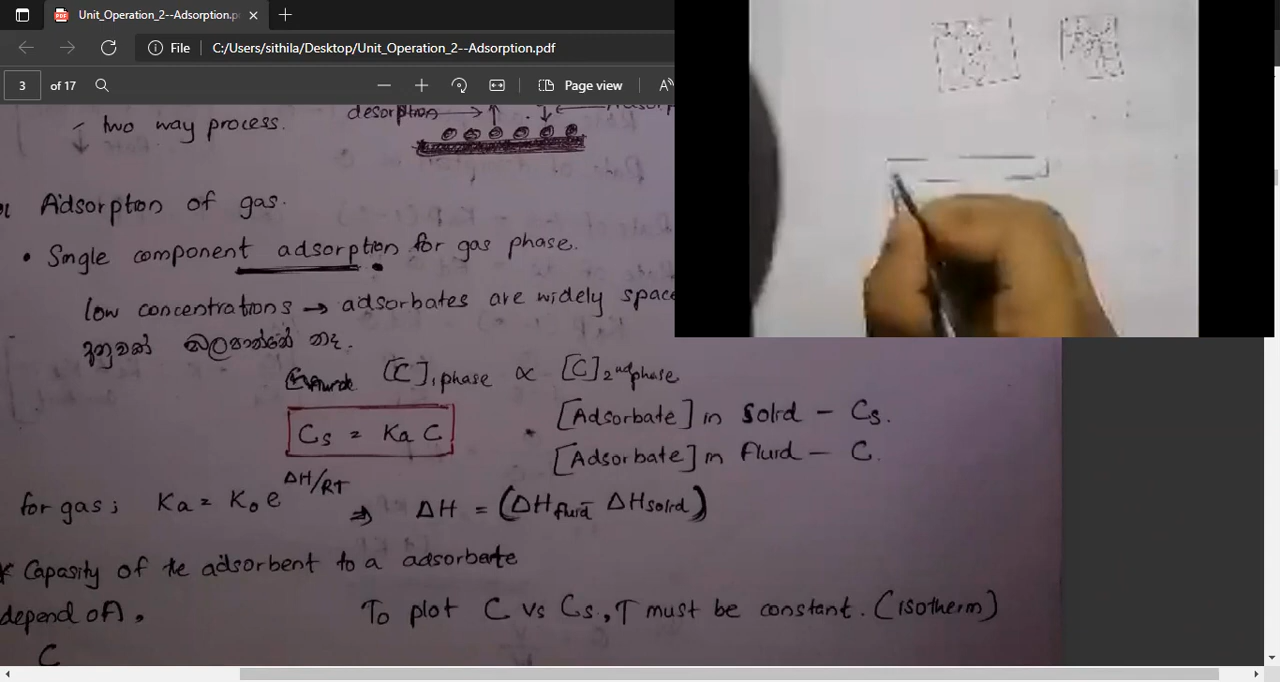 Unit_Operation_2--Adsorption.p
File C:/Users/sithila/Desktop/Unit_Operation_2--Adsorption.pdf
3 of 17 Page view
desorption
two way process.
Adsorption of gas.
• Single component adsorption for gas phase.
low concentrations → adsorbates are widely space
නැද.
[C]1phase ∝ [C]2nd phase
Cs = Ka C
[Adsorbate] in Solid - Cs.
[Adsorbate] in Fluid - C.
for gas; Ka = K0 e^ΔH/RT ⇒ ΔH = (ΔHfluid - ΔHsolid)
* Capasity of the adsorbent to a adsorbate
depend of).
To plot C vs Cs, T must be constant. (isotherm)
C